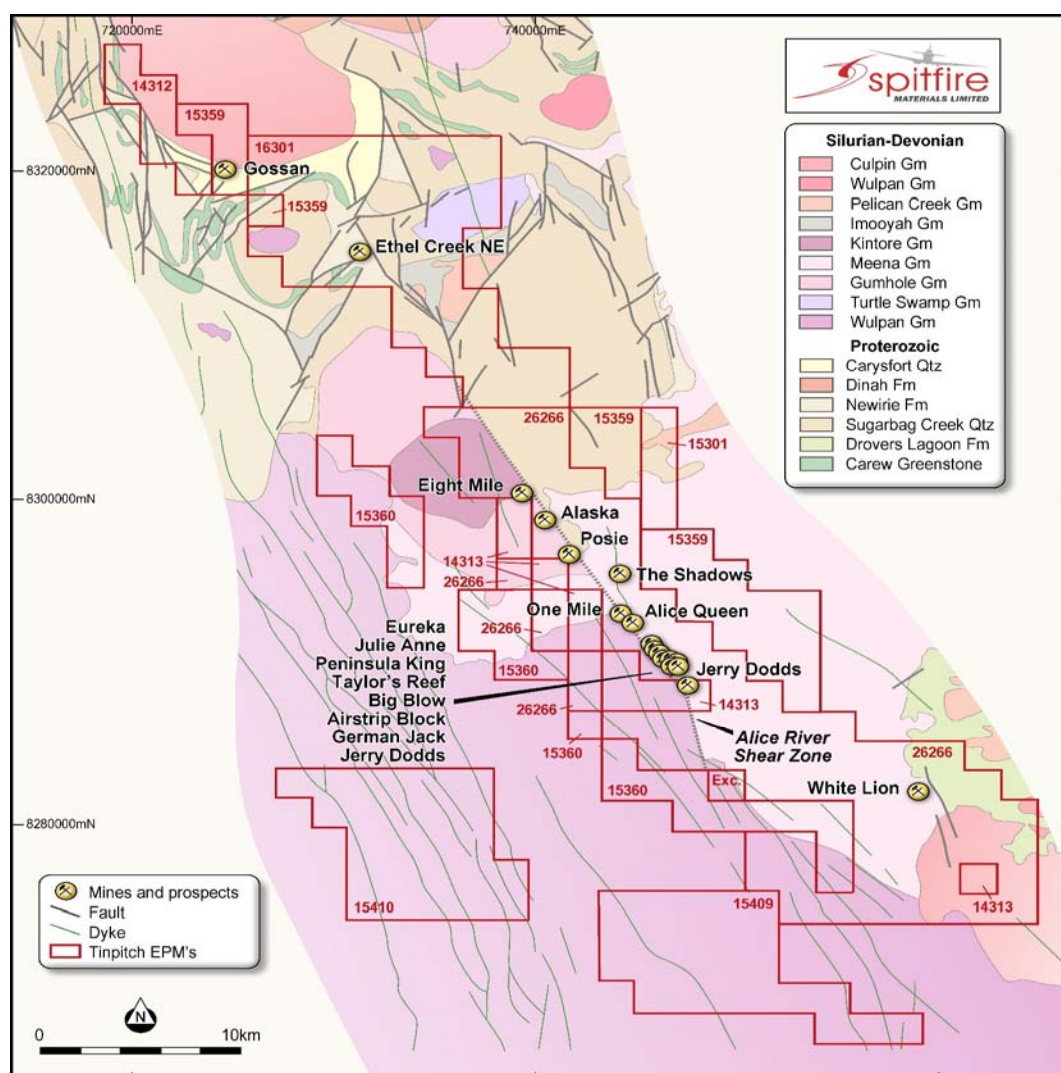 720000mE
740000mE
spitfire
MATERIALS LIMITED
14312
15359
16301
8320000mN
Gossan
15359
Ethel Creek NE
Silurian-Devonian
Culpin Gm
Wulpan Gm
Pelican Creek Gm
Imooyah Gm
Kintore Gm
Meena Gm
Gumhole Gm
Turtle Swamp Gm
Wulpan Gm
Proterozoic
Carysfort Qtz
Dinah Fm
Newirie Fm
Sugarbag Creek Qtz
Drovers Lagoon Fm
Carew Greenstone
26266
15359
15301
8300000mN
Eight Mile
Alaska
15360
Posie
15359
14313
26266
The Shadows
One Mile
Alice Queen
26266
Eureka
Julie Anne
Peninsula King
Taylor's Reef
Big Blow
Airstrip Block
German Jack
Jerry Dodds
15360
Jerry Dodds
26266
14313
15360
Alice River
Shear Zone
26266
Exc.
15360
White Lion
8280000mN
15410
15409
14313
Mines and prospects
Fault
Dyke
Tinpitch EPM's
N
0
10km